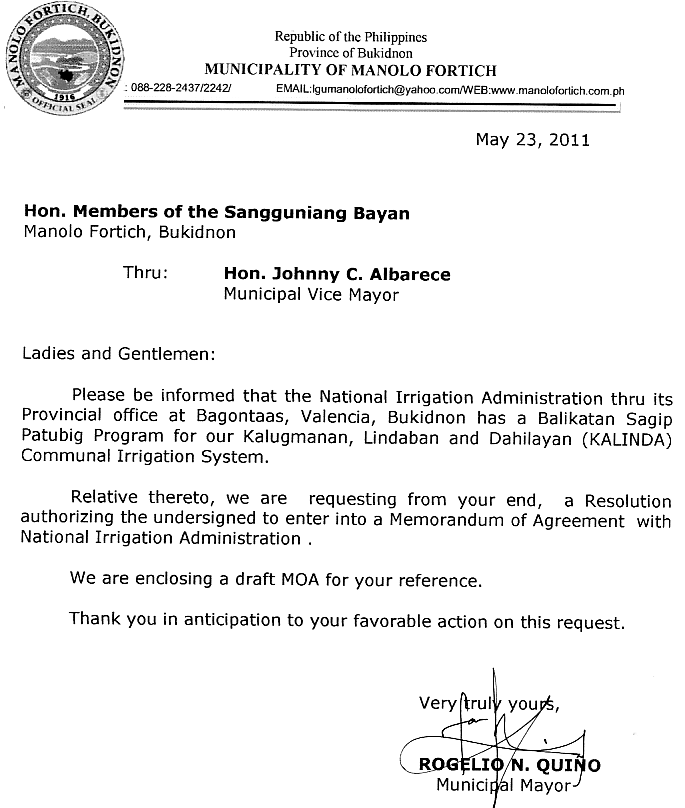 MANOLO FORTICH, BUKIDNON
1916
OFFICIAL SEAL
Republic of the Philippines
Province of Bukidnon
MUNICIPALITY OF MANOLO FORTICH
: 088-228-2437/2242/ EMAIL:lgumanolofortich@yahoo.com/WEB:www.manolofortich.com.ph
May 23, 2011
Hon. Members of the Sangguniang Bayan
Manolo Fortich, Bukidnon
Thru: Hon. Johnny C. Albarece
Municipal Vice Mayor
Ladies and Gentlemen:
Please be informed that the National Irrigation Administration thru its
Provincial office at Bagontaas, Valencia, Bukidnon has a Balikatan Sagip
Patubig Program for our Kalugmanan, Lindaban and Dahilayan (KALINDA)
Communal Irrigation System.
Relative thereto, we are requesting from your end, a Resolution
authorizing the undersigned to enter into a Memorandum of Agreement with
National Irrigation Administration .
We are enclosing a draft MOA for your reference.
Thank you in anticipation to your favorable action on this request.
Very truly yours,
ROGELIO N. QUIÑO
Municipal Mayor